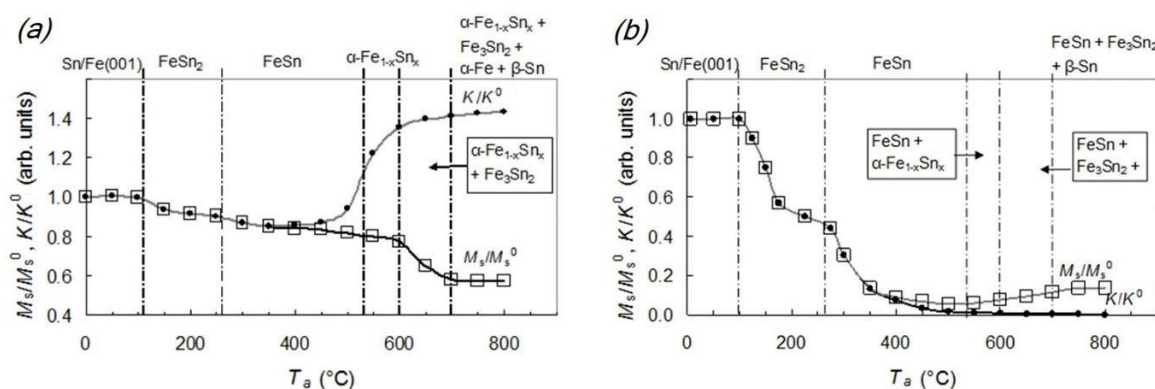 (a)
Sn/Fe(001)
FeSn₂
FeSn
α-Fe₁₋ₓSnₓ
α-Fe₁₋ₓSnₓ +
Fe₃Sn₂ +
α-Fe + β-Sn
K/K⁰
α-Fe₁₋ₓSnₓ
+ Fe₃Sn₂
Mₛ/Mₛ⁰
Mₛ/Mₛ⁰, K/K⁰ (arb. units)
1.4
1.2
1.0
0.8
0.6
0.4
0 200 400 600 800
Tₐ (°C)
(b)
Sn/Fe(001)
FeSn₂
FeSn
FeSn + Fe₃Sn₂
+ β-Sn
FeSn +
α-Fe₁₋ₓSnₓ
FeSn +
Fe₃Sn₂ +
Mₛ/Mₛ⁰
K/K⁰
Mₛ/Mₛ⁰, K/K⁰ (arb. units)
1.0
0.8
0.6
0.4
0.2
0.0
0 200 400 600 800
Tₐ (°C)